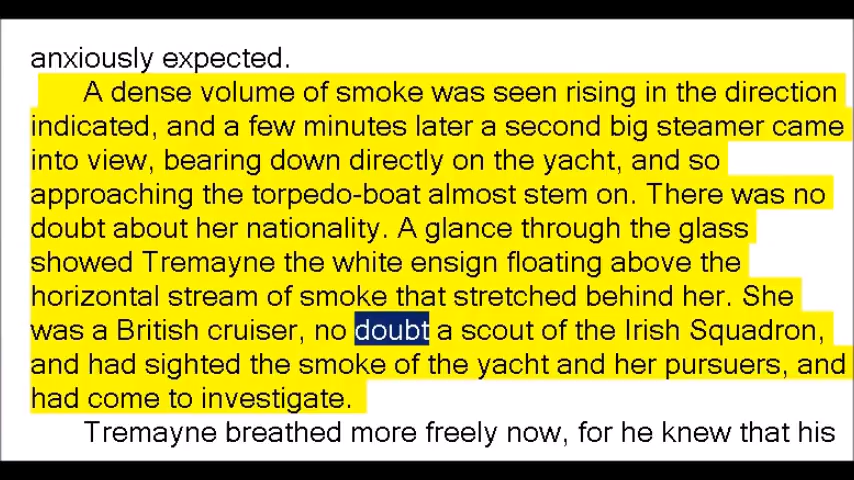 anxiously expected.
A dense volume of smoke was seen rising in the direction
indicated, and a few minutes later a second big steamer came
into view, bearing down directly on the yacht, and so
approaching the torpedo-boat almost stem on. There was no
doubt about her nationality. A glance through the glass
showed Tremayne the white ensign floating above the
horizontal stream of smoke that stretched behind her. She
was a British cruiser, no doubt a scout of the Irish Squadron,
and had sighted the smoke of the yacht and her pursuers, and
had come to investigate.
Tremayne breathed more freely now, for he knew that his